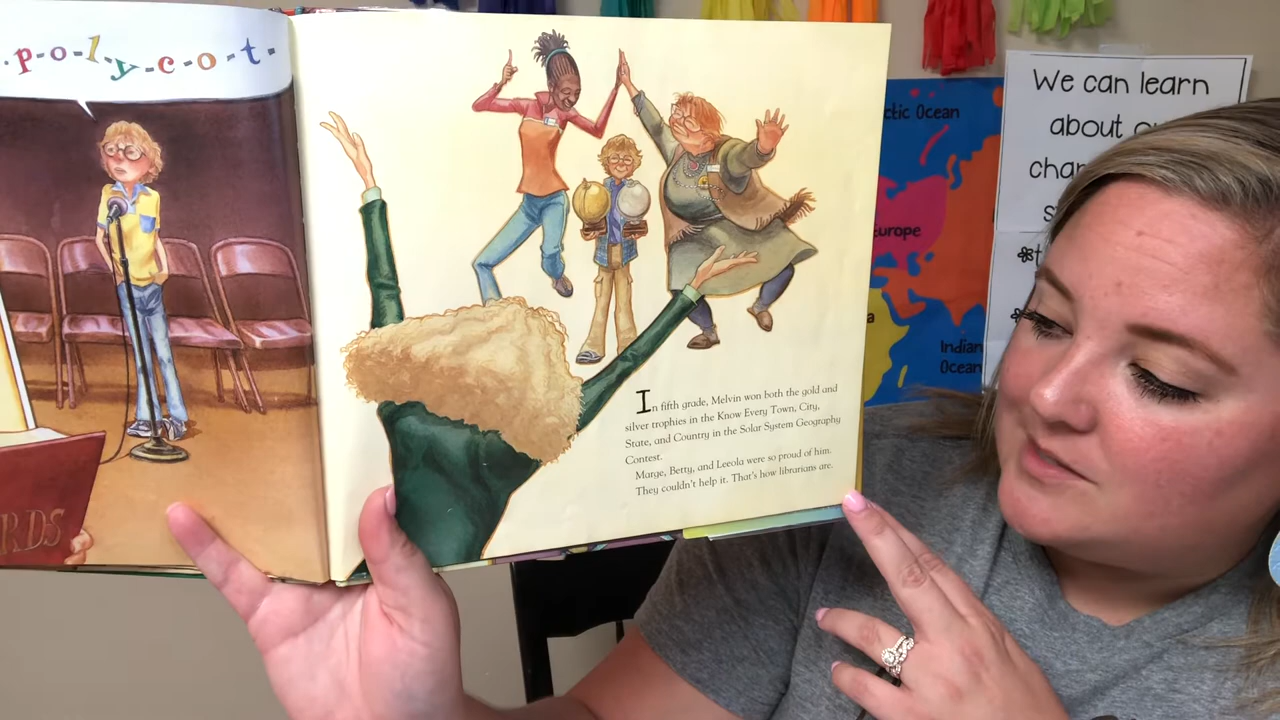 p-o-l-y-c-o-t-
In fifth grade, Melvin won both the gold and
silver trophies in the Know Every Town, City,
State, and Country in the Solar System Geography
Contest.
Marge, Betty, and Leeola were so proud of him.
They couldn't help it. That's how librarians are.
RDS
ctic Ocean
Europe
a
Indian
Ocean
We can learn
about